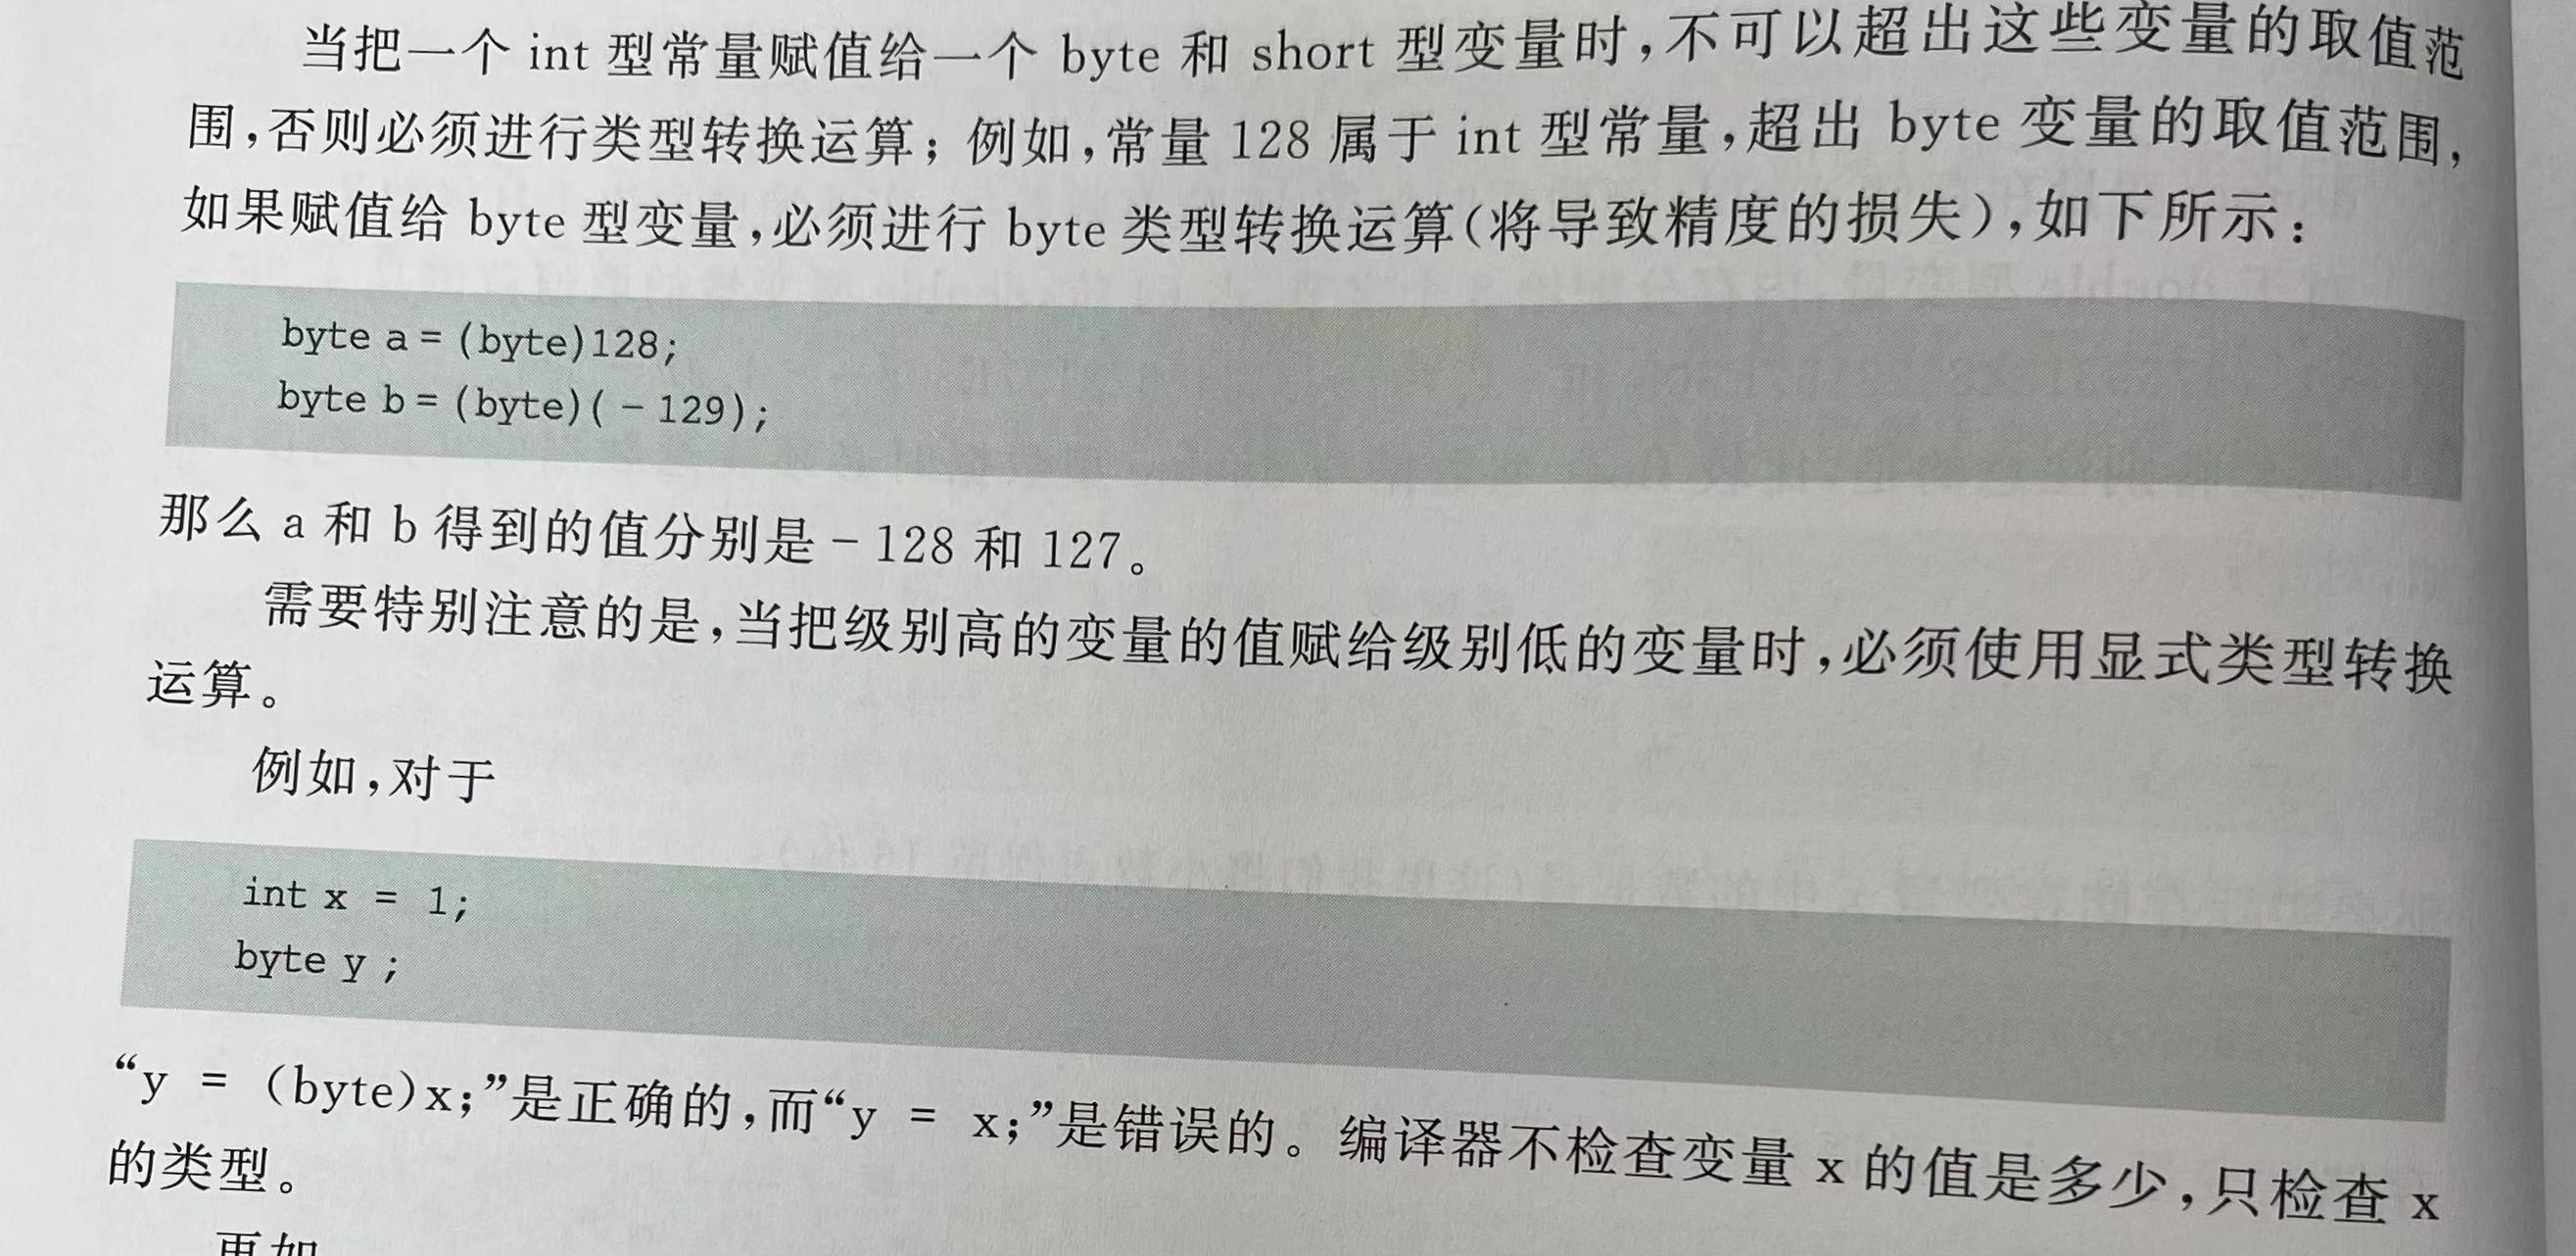 当把一个 int 型常量赋值给一个 byte 和 short 型变量时,不可以超出这些变量的取值范
围,否则必须进行类型转换运算;例如,常量 128 属于 int 型常量,超出 byte 变量的取值范围,
如果赋值给 byte 型变量,必须进行 byte 类型转换运算(将导致精度的损失),如下所示:
byte a = (byte)128;
byte b = (byte)( - 129);
那么 a 和 b 得到的值分别是 - 128 和 127。
需要特别注意的是,当把级别高的变量的值赋给级别低的变量时,必须使用显式类型转换
运算。
例如,对于
int x = 1;
byte y ;
“y = (byte)x;”是正确的,而“y = x;”是错误的。编译器不检查变量 x 的值是多少,只检查 x
的类型。